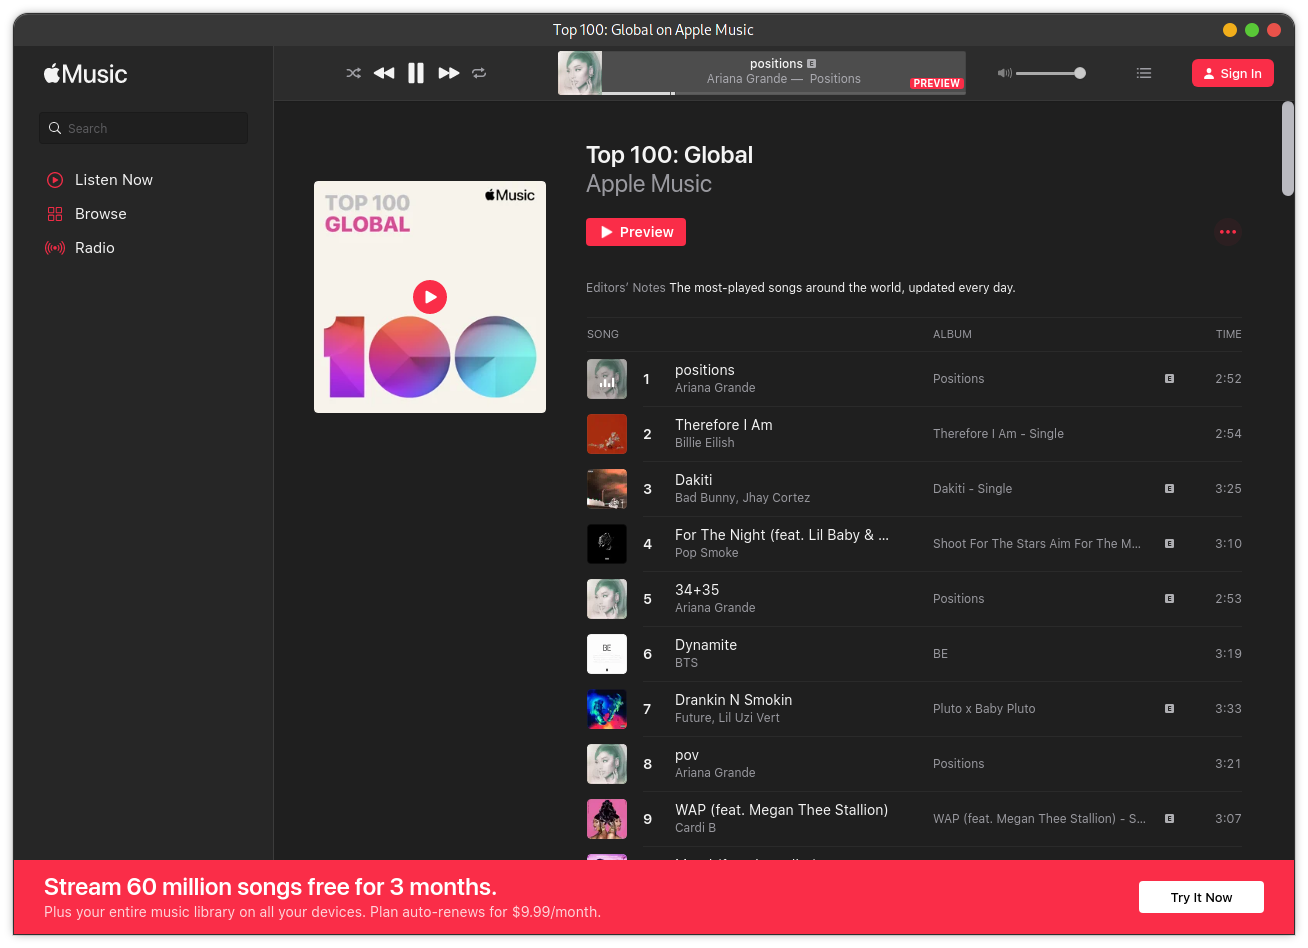 Top 100: Global on Apple Music
Music
Search
Listen Now
Browse
Radio
positions E
Ariana Grande — Positions
PREVIEW
Sign In
TOP 100
GLOBAL
Music
100
Top 100: Global
Apple Music
Preview
Editors’ Notes The most-played songs around the world, updated every day.
SONG ALBUM TIME
1 positions Positions E 2:52
Ariana Grande
2 Therefore I Am Therefore I Am - Single 2:54
Billie Eilish
3 Dakiti Dakiti - Single E 3:25
Bad Bunny, Jhay Cortez
4 For The Night (feat. Lil Baby & ... Shoot For The Stars Aim For The M... E 3:10
Pop Smoke
5 34+35 Positions E 2:53
Ariana Grande
BE
6 Dynamite BE 3:19
BTS
7 Drankin N Smokin Pluto x Baby Pluto E 3:33
Future, Lil Uzi Vert
8 pov Positions 3:21
Ariana Grande
9 WAP (feat. Megan Thee Stallion) WAP (feat. Megan Thee Stallion) - S... E 3:07
Cardi B
Stream 60 million songs free for 3 months.
Plus your entire music library on all your devices. Plan auto-renews for $9.99/month.
Try It Now